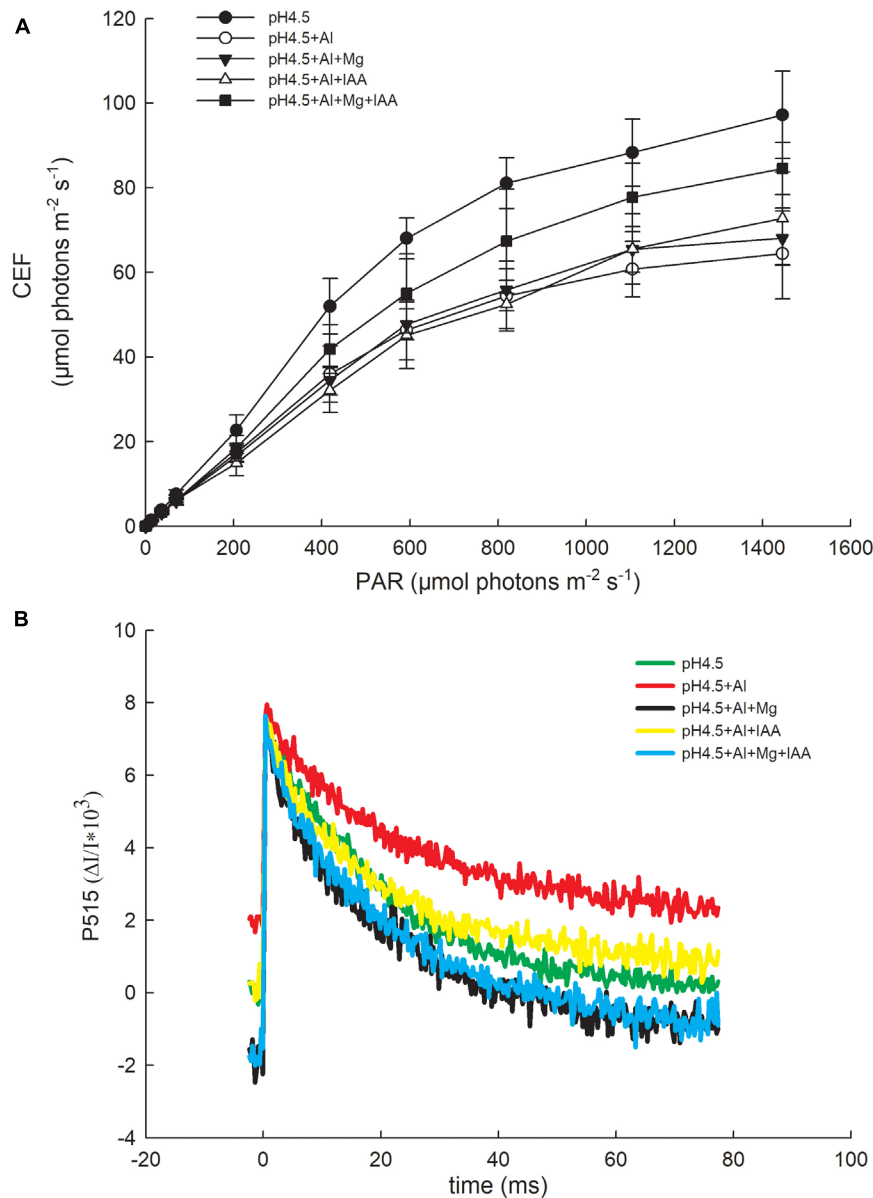 A
pH4.5
pH4.5+Al
pH4.5+Al+Mg
pH4.5+Al+IAA
pH4.5+Al+Mg+IAA
120
100
80
60
40
20
0
CEF
(µmol photons m⁻² s⁻¹)
0 200 400 600 800 1000 1200 1400 1600
PAR (µmol photons m⁻² s⁻¹)
B
pH4.5
pH4.5+Al
pH4.5+Al+Mg
pH4.5+Al+IAA
pH4.5+Al+Mg+IAA
10
8
6
4
2
0
-2
-4
P515 (ΔI/I*10³)
-20 0 20 40 60 80 100
time (ms)